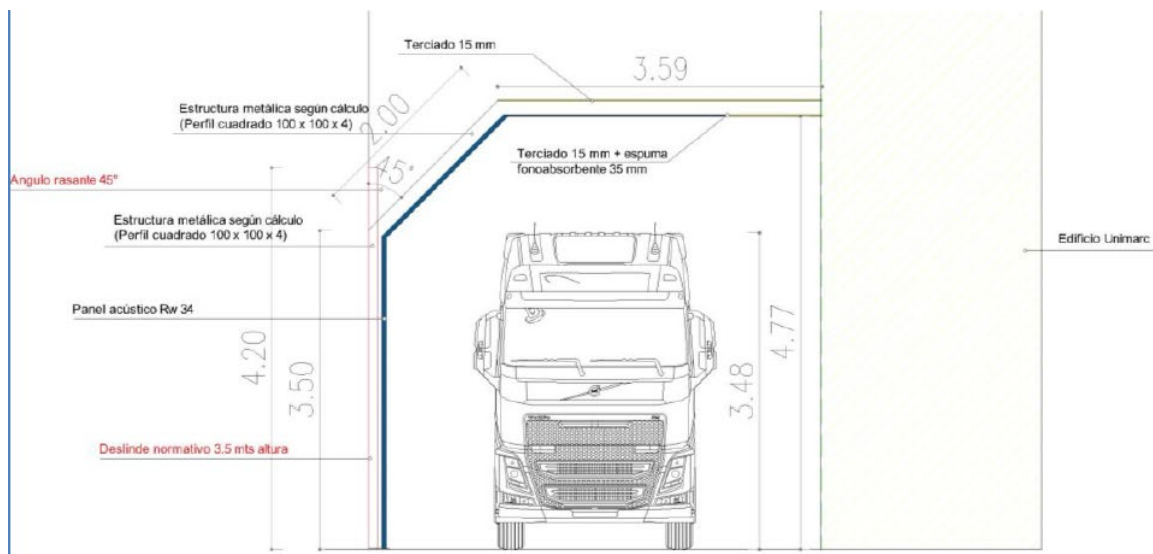 Terciado 15 mm
3.59
Estructura metálica según cálculo
(Perfil cuadrado 100 x 100 x 4)
2.00
45°
Terciado 15 mm + espuma
fonoabsorbente 35 mm
Angulo rasante 45°
Estructura metálica según cálculo
(Perfil cuadrado 100 x 100 x 4)
Edificio Unimarc
Panel acústico Rw 34
4.20
3.50
3.48
4.77
Deslinde normativo 3.5 mts altura